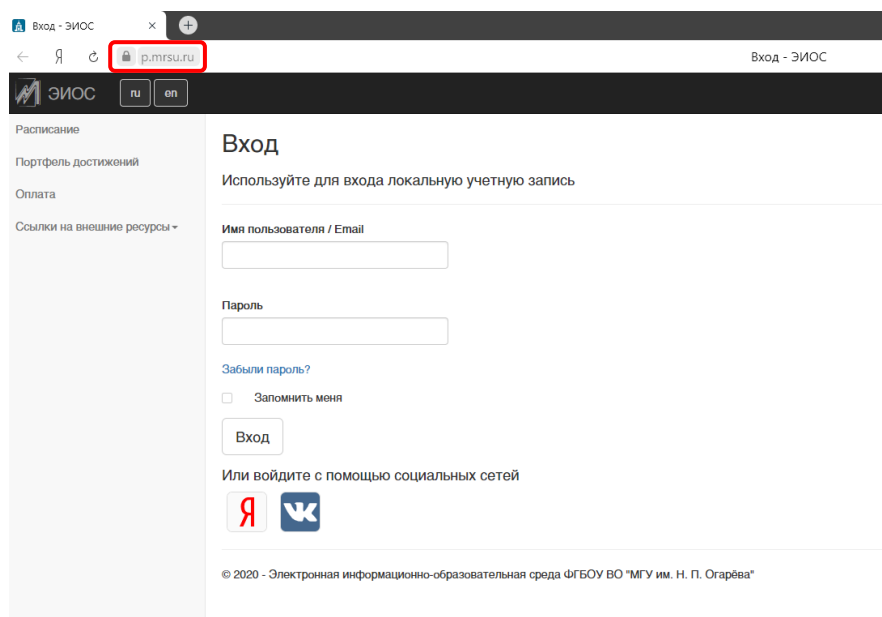 Вход - ЭИОС
p.mrsu.ru
Вход - ЭИОС
ЭИОС
ru
en
Расписание
Портфель достижений
Оплата
Ссылки на внешние ресурсы
Вход
Используйте для входа локальную учетную запись
Имя пользователя / Email
Пароль
Забыли пароль?
Запомнить меня
Вход
Или войдите с помощью социальных сетей
Я
© 2020 - Электронная информационно-образовательная среда ФГБОУ ВО "МГУ им. Н. П. Огарёва"